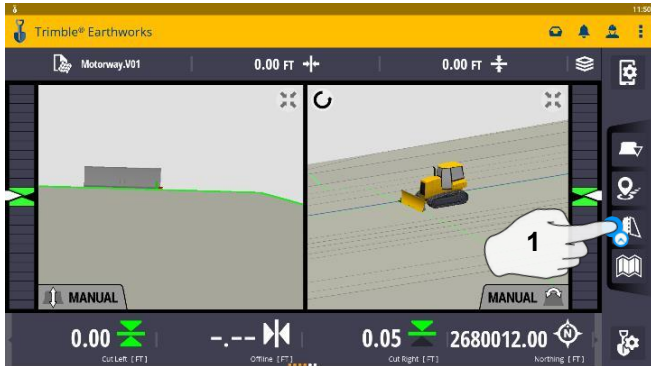 11:50
Trimble® Earthworks
Motorway.V01 0.00 FT 0.00 FT
1
MANUAL MANUAL
0.00 -.-- 0.05 2680012.00
Cut Left [FT] Offline [FT] Cut Right [FT] Northing [FT]